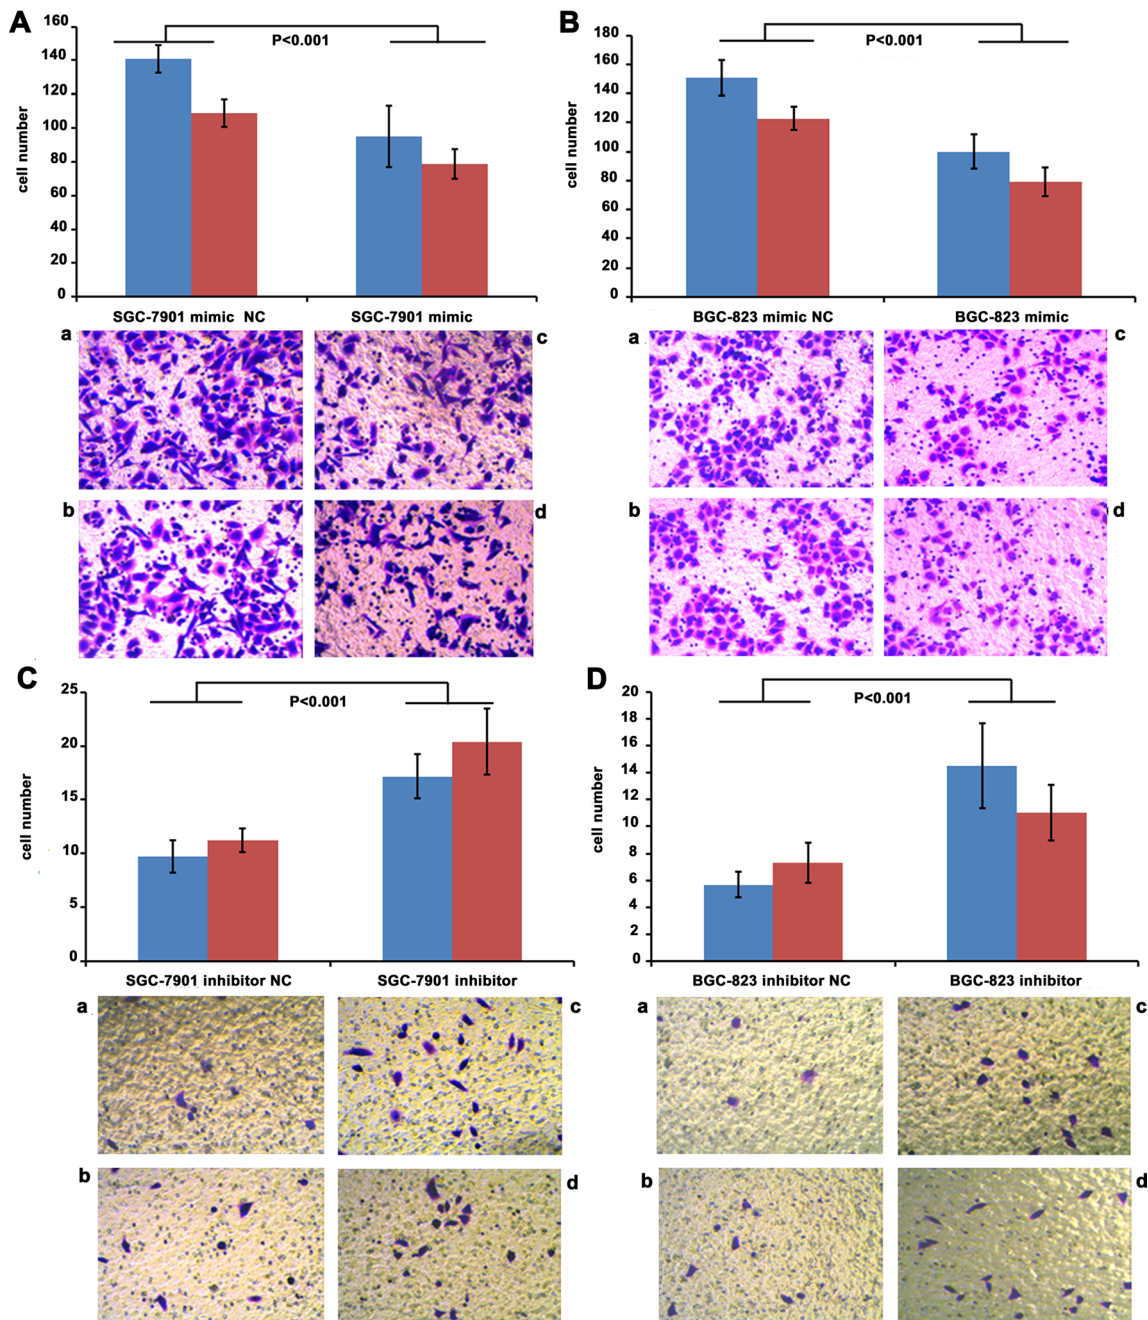 A
160
140
120
100
80
60
40
20
0
cell number
P<0.001
SGC-7901 mimic NC
SGC-7901 mimic
a
c
b
d
B
180
160
140
120
100
80
60
40
20
0
cell number
P<0.001
BGC-823 mimic NC
BGC-823 mimic
a
c
b
d
C
25
20
15
10
5
0
cell number
P<0.001
SGC-7901 inhibitor NC
SGC-7901 inhibitor
a
c
b
d
D
20
18
16
14
12
10
8
6
4
2
0
cell number
P<0.001
BGC-823 inhibitor NC
BGC-823 inhibitor
a
c
b
d